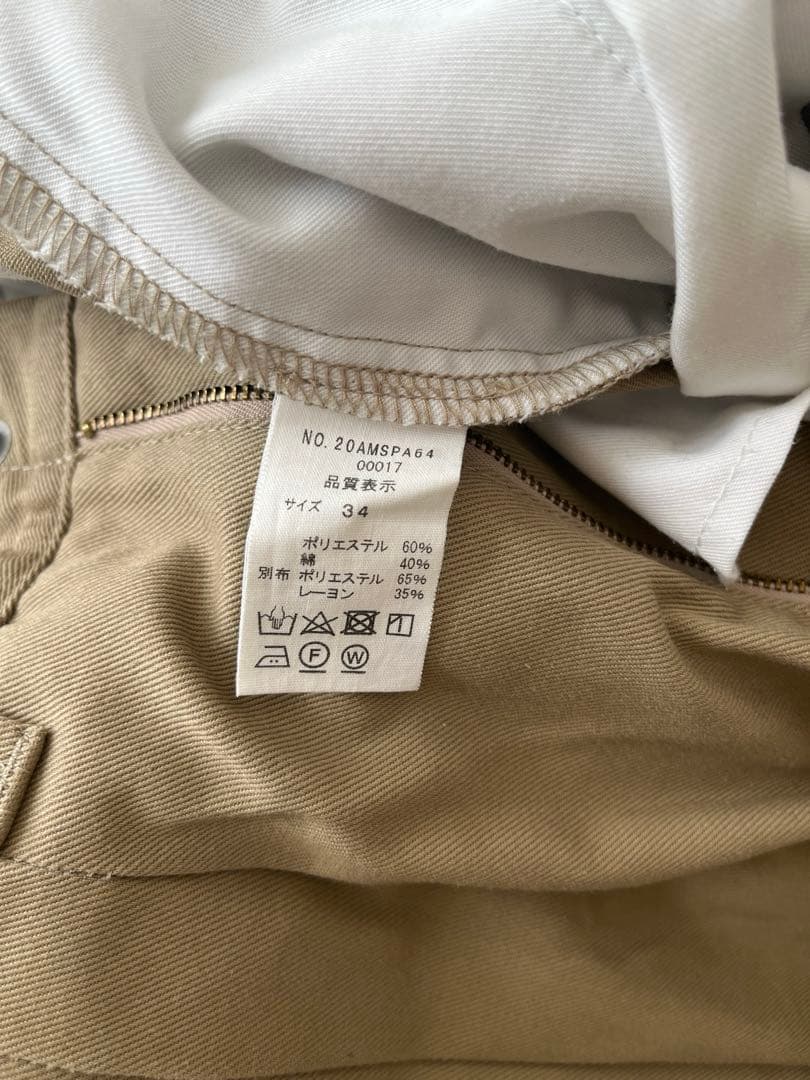 NO. 20AMSPA64
00017
品質表示
サイズ 34
ポリエステル 60%
綿 40%
別布 ポリエステル 65%
レーヨン 35%
F W